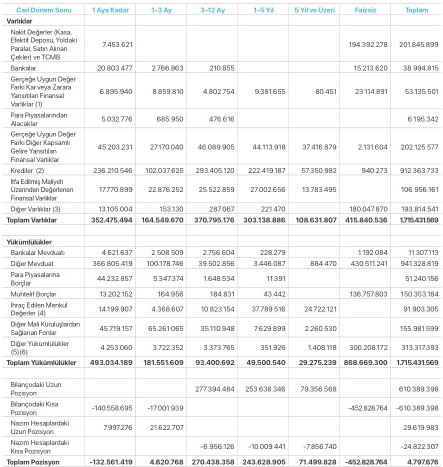 Cari Dönem Sonu 1 Aya Kadar 1-3 Ay 3-12 Ay 1-5 Yıl 5 Yıl ve Üzeri Faizsiz Toplam
Varlıklar
Nakit Değerler (Kasa,
Efektif Deposu, Yoldaki
Paralar, Satın Alınan
Çekler) ve TCMB 7.453.621 194.392.278 201.845.899
Bankalar 20.803.477 2.766.863 210.855 15.213.620 38.994.815
Gerçeğe Uygun Değer
Farkı Kar veya Zarara
Yansıtılan Finansal
Varlıklar (1) 6.895.940 8.859.810 4.802.754 9.381.655 80.451 23.114.891 53.135.501
Para Piyasalarından
Alacaklar 5.032.776 685.950 476.616 6.195.342
Gerçeğe Uygun Değer
Farkı Diğer Kapsamlı
Gelire Yansıtılan
Finansal Varlıklar 45.203.231 27.170.040 46.089.905 44.113.918 37.416.879 2.131.604 202.125.577
Krediler (2) 236.210.546 102.037.625 293.405.120 222.419.187 57.350.982 940.273 912.363.733
İtfa Edilmiş Maliyeti
Üzerinden Değerlenen
Finansal Varlıklar 17.770.899 22.876.252 25.522.859 27.002.656 13.783.495 106.956.161
Diğer Varlıklar (3) 13.105.004 153.130 287.067 221.470 180.047.870 193.814.541
Toplam Varlıklar 352.475.494 164.549.670 370.795.176 303.138.886 108.631.807 415.840.536 1.715.431.569
Yükümlülükler
Bankalar Mevduatı 4.621.637 2.508.509 2.756.604 228.279 1.192.084 11.307.113
Diğer Mevduat 366.805.419 100.178.746 39.502.856 3.446.087 884.470 430.511.241 941.328.819
Para Piyasalarına
Borçlar 44.232.857 5.347.374 1.648.534 11.391 51.240.156
Muhtelif Borçlar 13.202.152 164.956 184.831 43.442 136.757.803 150.353.184
İhraç Edilen Menkul
Değerler (4) 14.199.907 4.368.607 10.823.154 37.789.516 24.722.121 91.903.305
Diğer Mali Kuruluşlardan
Sağlanan Fonlar 45.719.157 65.261.065 35.110.948 7.629.899 2.260.530 155.981.599
Diğer Yükümlülükler
(5)(6) 4.253.060 3.722.352 3.373.765 351.926 1.408.118 300.208.172 313.317.393
Toplam Yükümlülükler 493.034.189 181.551.609 93.400.692 49.500.540 29.275.239 868.669.300 1.715.431.569
Bilançodaki Uzun
Pozisyon 277.394.484 253.638.346 79.356.568 610.389.398
Bilançodaki Kısa
Pozisyon -140.558.695 -17.001.939 -452.828.764 -610.389.398
Nazım Hesaplardaki
Uzun Pozisyon 7.997.276 21.622.707 29.619.983
Nazım Hesaplardaki
Kısa Pozisyon -6.956.126 -10.009.441 -7.856.740 -24.822.307
Toplam Pozisyon -132.561.419 4.620.768 270.438.358 243.628.905 71.499.828 -452.828.764 4.797.676